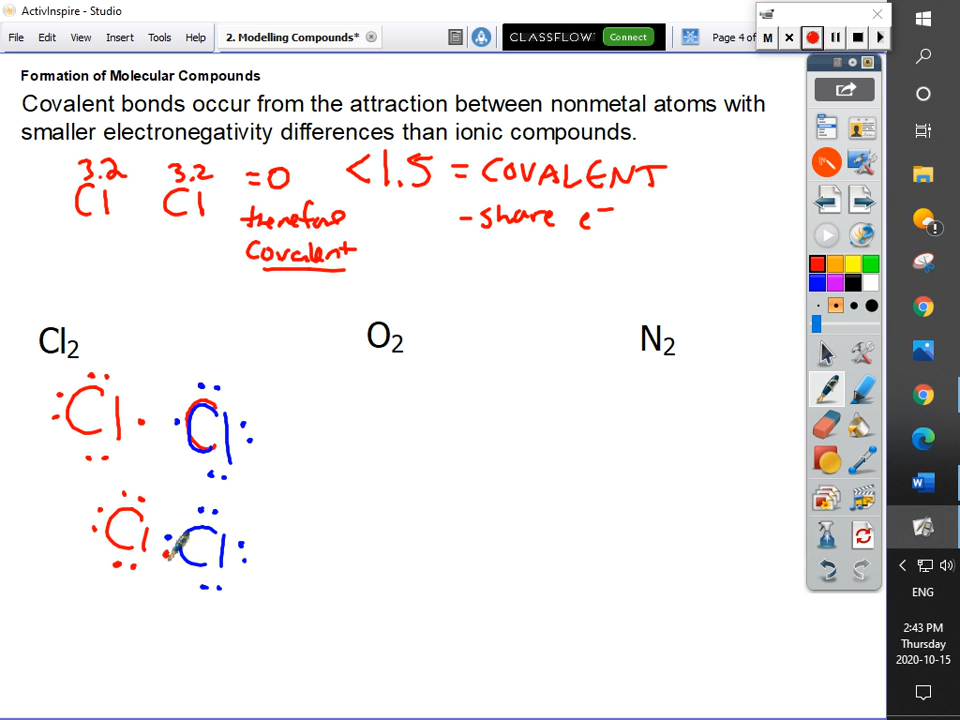 ActivInspire - Studio
File Edit View Insert Tools Help
2. Modelling Compounds*
CLASSFLOW Connect
Page 4 of
M
Formation of Molecular Compounds
Covalent bonds occur from the attraction between nonmetal atoms with
smaller electronegativity differences than ionic compounds.
3.2 3.2
Cl Cl = 0
therefore
Covalent
< 1.5 = COVALENT
- share e⁻
Cl₂ O₂ N₂
Cl Cl
Cl Cl
ENG
2:43 PM
Thursday
2020-10-15